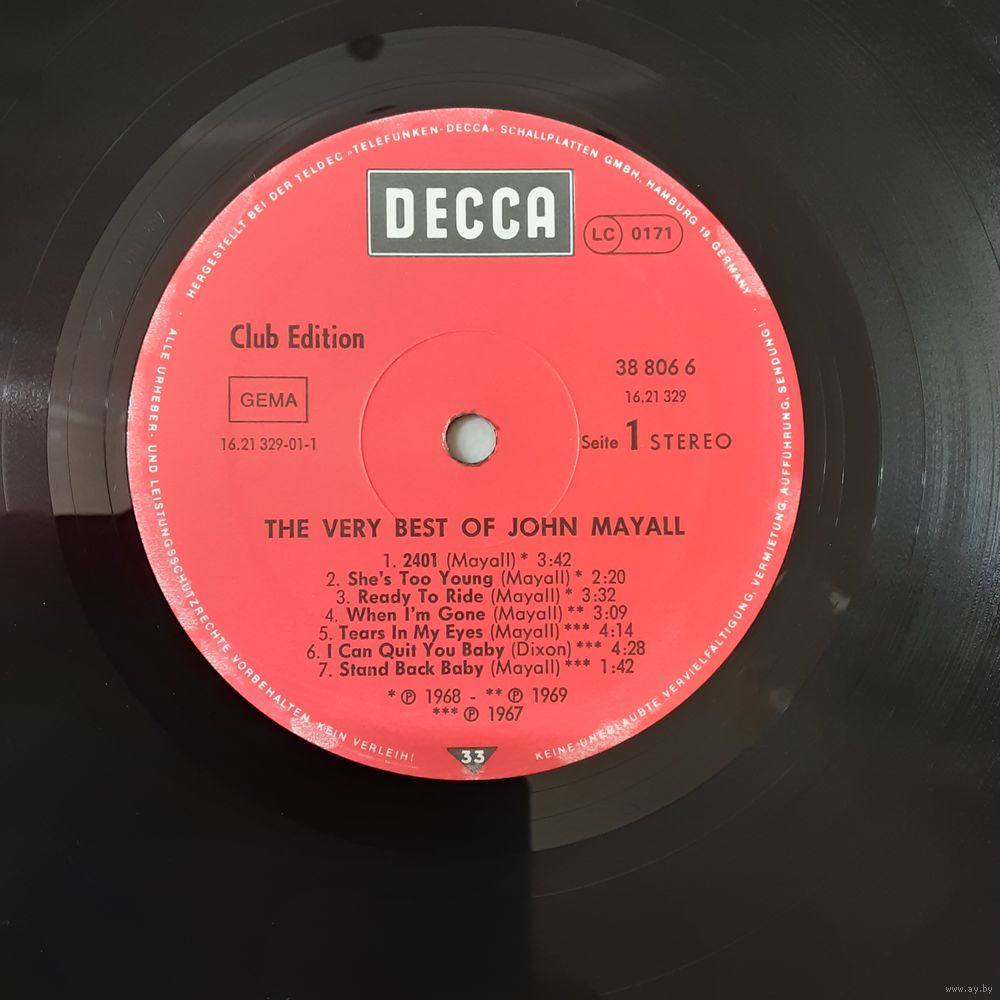 HERGESTELLT BEI DER TELDEC »TELEFUNKEN-DECCA« SCHALLPLATTEN GMBH., HAMBURG 19, GERMANY
DECCA
LC 0171
Club Edition
GEMA
16.21 329-01-1
38 806 6
16.21 329
Seite 1 STEREO
THE VERY BEST OF JOHN MAYALL
1. 2401 (Mayall) * 3:42
2. She's Too Young (Mayall) * 2:20
3. Ready To Ride (Mayall) * 3:32
4. When I'm Gone (Mayall) ** 3:09
5. Tears In My Eyes (Mayall) *** 4:14
6. I Can Quit You Baby (Dixon) *** 4:28
7. Stand Back Baby (Mayall) *** 1:42
* ℗ 1968 - ** ℗ 1969
*** ℗ 1967
33
ALLE URHEBER- UND LEISTUNGSSCHUTZRECHTE VORBEHALTEN. KEIN VERLEIH!
KEINE UNERLAUBTE VERVIELFÄLTIGUNG, VERMIETUNG, AUFFÜHRUNG, SENDUNG!
www.ay.by